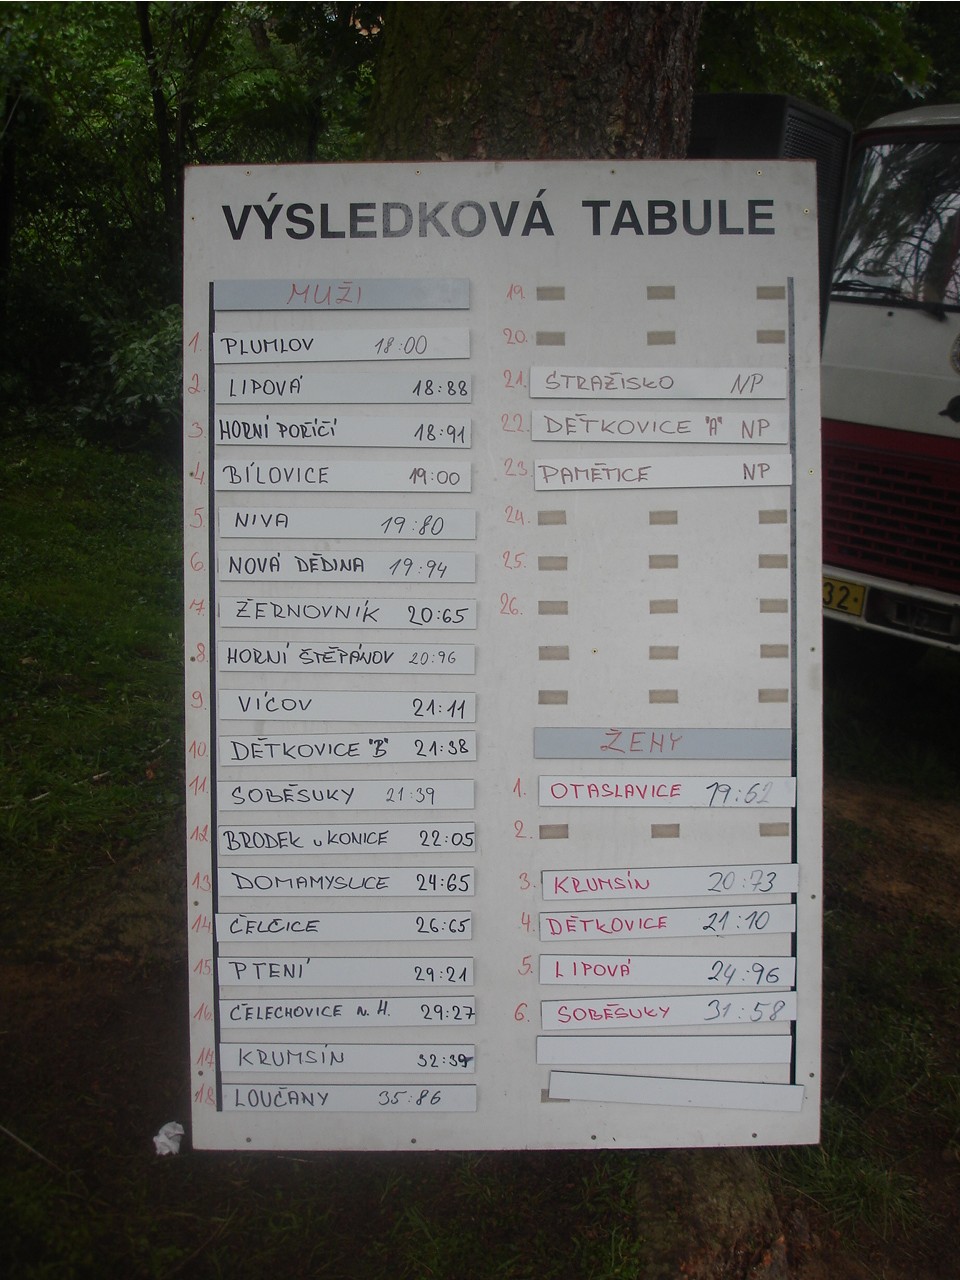 VÝSLEDKOVÁ TABULE
MUŽI
1. PLUMLOV 18:00
2. LIPOVÁ 18:88
3. HORNÍ POŘÍČÍ 18:91
4. BÍLOVICE 19:00
5. NIVA 19:80
6. NOVÁ DĚDINA 19:94
7. ŽERNOVNÍK 20:65
8. HORNÍ ŠTĚPÁNOV 20:96
9. VÍCOV 21:11
10. DĚTKOVICE "B" 21:38
11. SOBĚSUKY 21:39
12. BRODEK u KONICE 22:05
13. DOMAMYSLICE 24:65
14. ČELČICE 26:65
15. PTENÍ 29:21
16. ČELECHOVICE n. H. 29:27
17. KRUMSÍN 32:39
18. LOUČANY 35:86
19.
20.
21. STRAŽISKO NP
22. DĚTKOVICE "A" NP
23. PAMĚTICE NP
24.
25.
26.
ŽENY
1. OTASLAVICE 19:62
2.
3. KRUMSÍN 20:73
4. DĚTKOVICE 21:10
5. LIPOVÁ 24:96
6. SOBĚSUKY 31:58
32